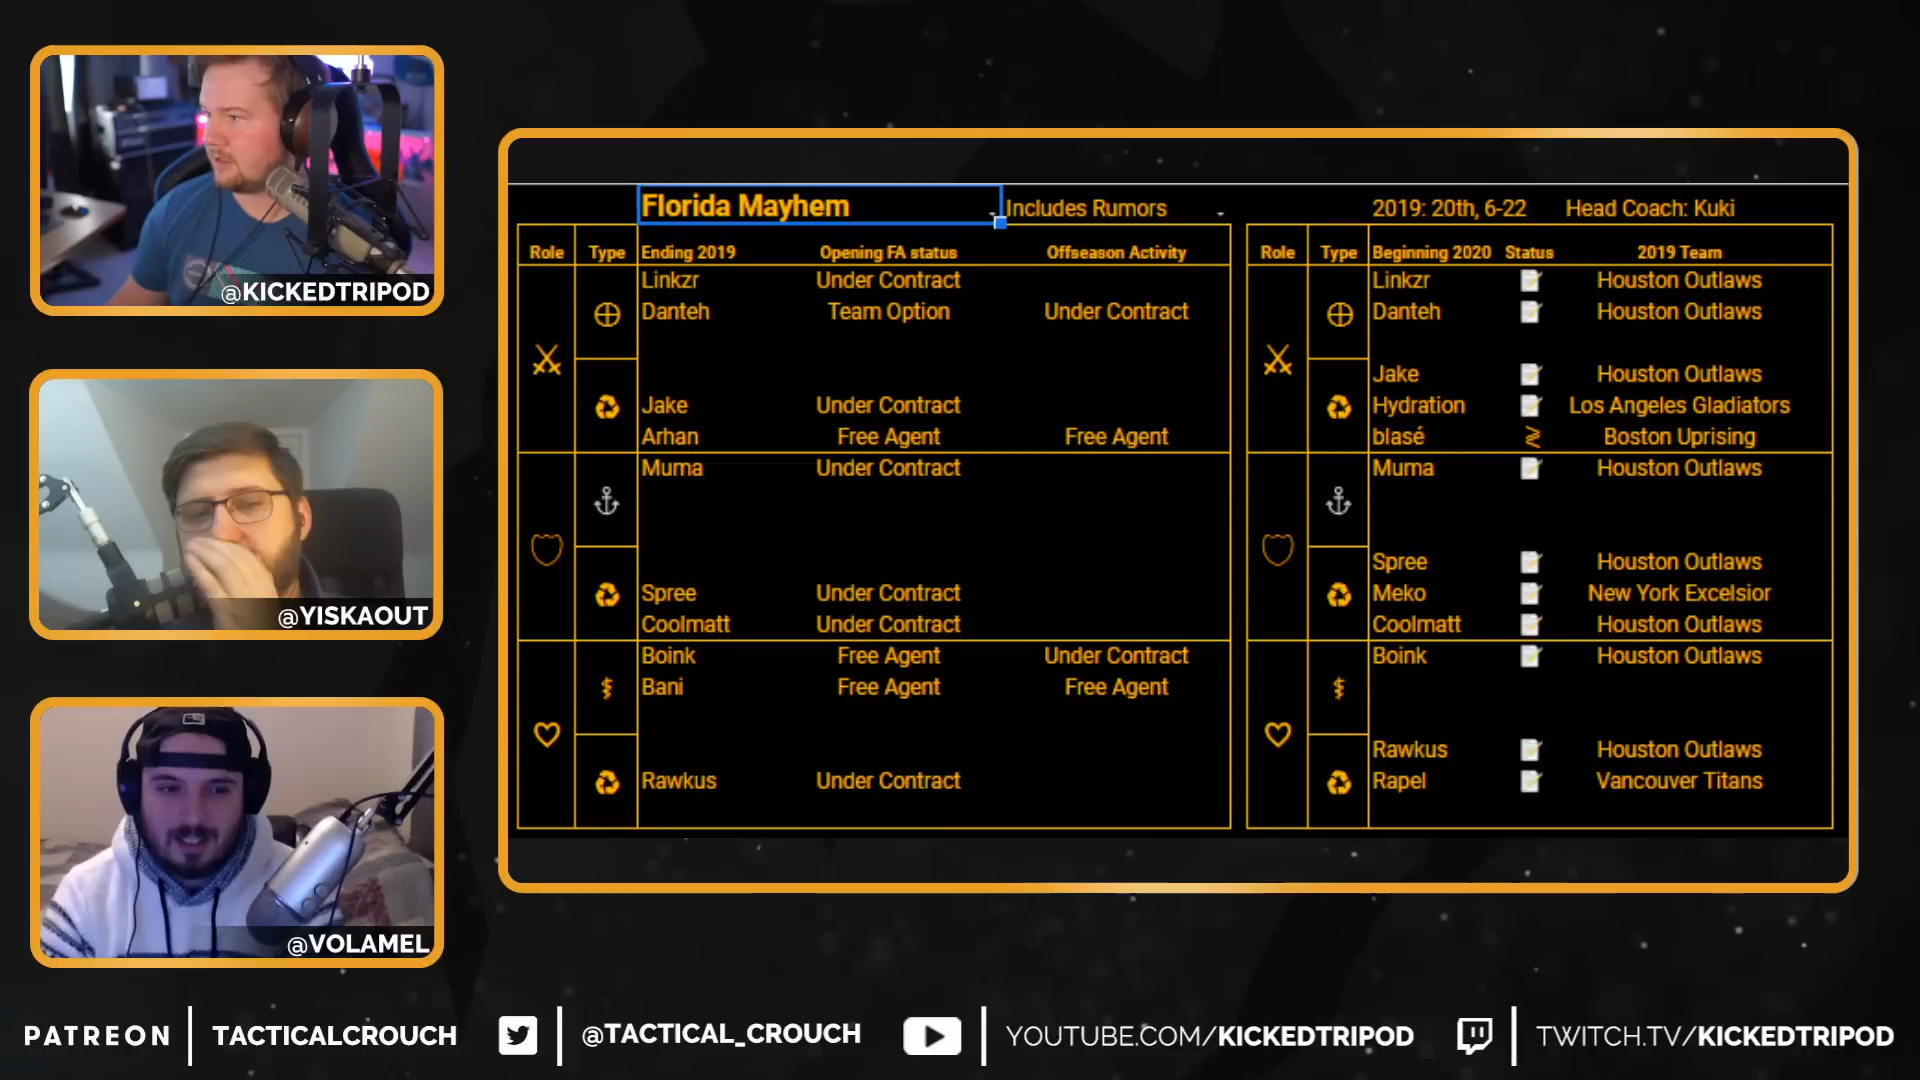 @KICKEDTRIPOD
@YISKAOUT
@VOLAMEL
Florida Mayhem Includes Rumors 2019: 20th, 6-22 Head Coach: Kuki
Role Type Ending 2019 Opening FA status Offseason Activity
Linkzr Under Contract
Danteh Team Option Under Contract
Jake Under Contract
Arhan Free Agent Free Agent
Muma Under Contract
Spree Under Contract
Coolmatt Under Contract
Boink Free Agent Under Contract
Bani Free Agent Free Agent
Rawkus Under Contract
Role Type Beginning 2020 Status 2019 Team
Linkzr Houston Outlaws
Danteh Houston Outlaws
Jake Houston Outlaws
Hydration Los Angeles Gladiators
blasé Boston Uprising
Muma Houston Outlaws
Spree Houston Outlaws
Meko New York Excelsior
Coolmatt Houston Outlaws
Boink Houston Outlaws
Rawkus Houston Outlaws
Rapel Vancouver Titans
PATREON TACTICALCROUCH @TACTICAL_CROUCH YOUTUBE.COM/KICKEDTRIPOD TWITCH.TV/KICKEDTRIPOD